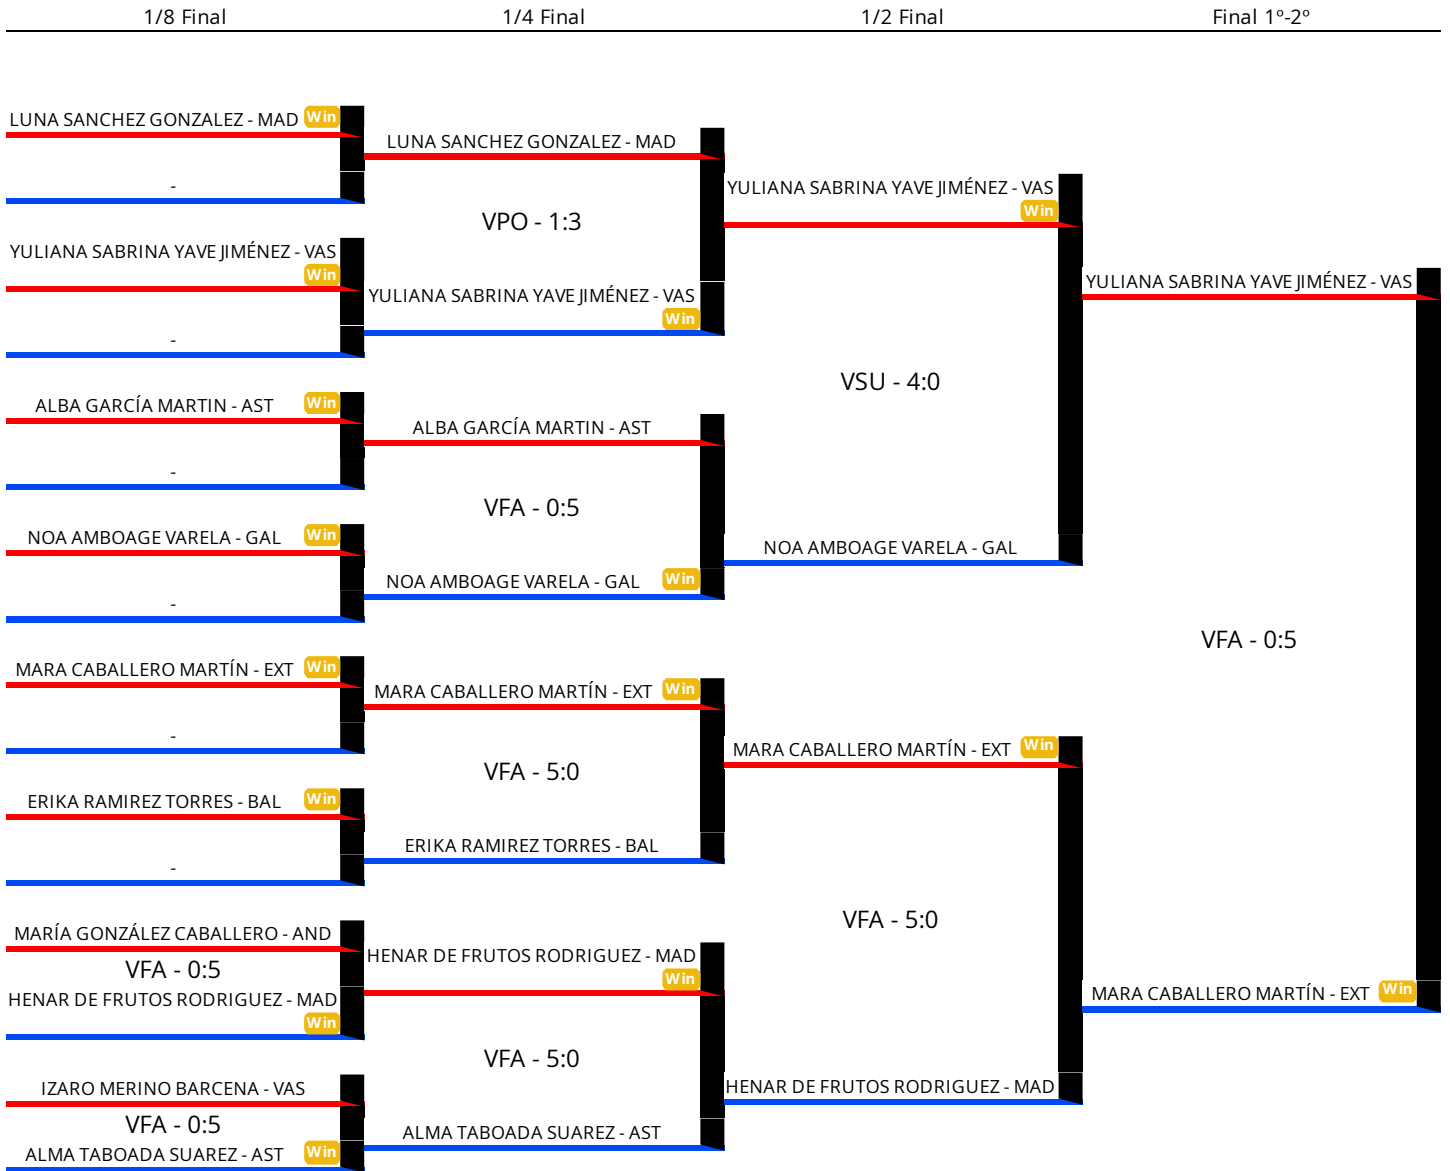 1/8 Final
1/4 Final
1/2 Final
Final 1º-2º
LUNA SANCHEZ GONZALEZ - MAD Win
-
YULIANA SABRINA YAVE JIMÉNEZ - VAS
Win
-
ALBA GARCÍA MARTIN - AST Win
-
NOA AMBOAGE VARELA - GAL Win
-
MARA CABALLERO MARTÍN - EXT Win
-
ERIKA RAMIREZ TORRES - BAL Win
-
MARÍA GONZÁLEZ CABALLERO - AND
VFA - 0:5
HENAR DE FRUTOS RODRIGUEZ - MAD
Win
IZARO MERINO BARCENA - VAS
VFA - 0:5
ALMA TABOADA SUAREZ - AST Win
LUNA SANCHEZ GONZALEZ - MAD
VPO - 1:3
YULIANA SABRINA YAVE JIMÉNEZ - VAS
Win
ALBA GARCÍA MARTIN - AST
VFA - 0:5
NOA AMBOAGE VARELA - GAL Win
MARA CABALLERO MARTÍN - EXT Win
VFA - 5:0
ERIKA RAMIREZ TORRES - BAL
HENAR DE FRUTOS RODRIGUEZ - MAD
Win
VFA - 5:0
ALMA TABOADA SUAREZ - AST
YULIANA SABRINA YAVE JIMÉNEZ - VAS
Win
VSU - 4:0
NOA AMBOAGE VARELA - GAL
MARA CABALLERO MARTÍN - EXT Win
VFA - 5:0
HENAR DE FRUTOS RODRIGUEZ - MAD
YULIANA SABRINA YAVE JIMÉNEZ - VAS
VFA - 0:5
MARA CABALLERO MARTÍN - EXT Win